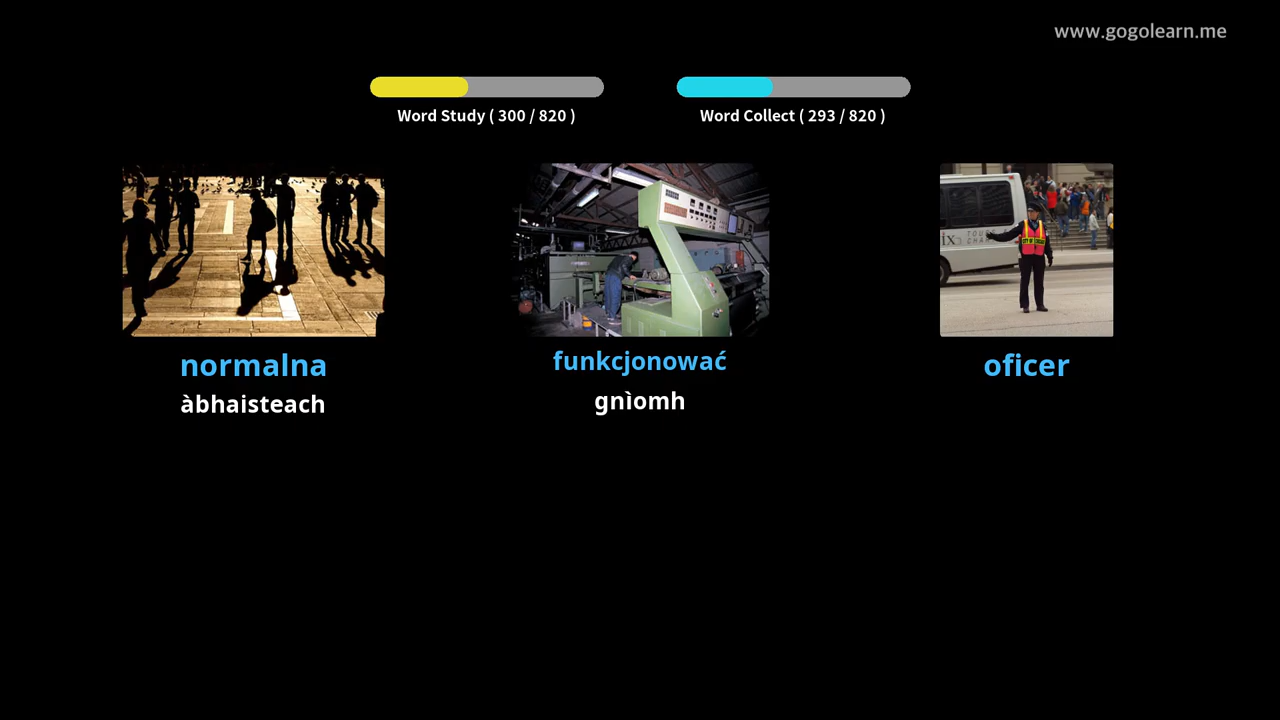 www.gogolearn.me
Word Study ( 300 / 820 )
Word Collect ( 293 / 820 )
normalna
àbhaisteach
funkcjonować
gnìomh
oficer